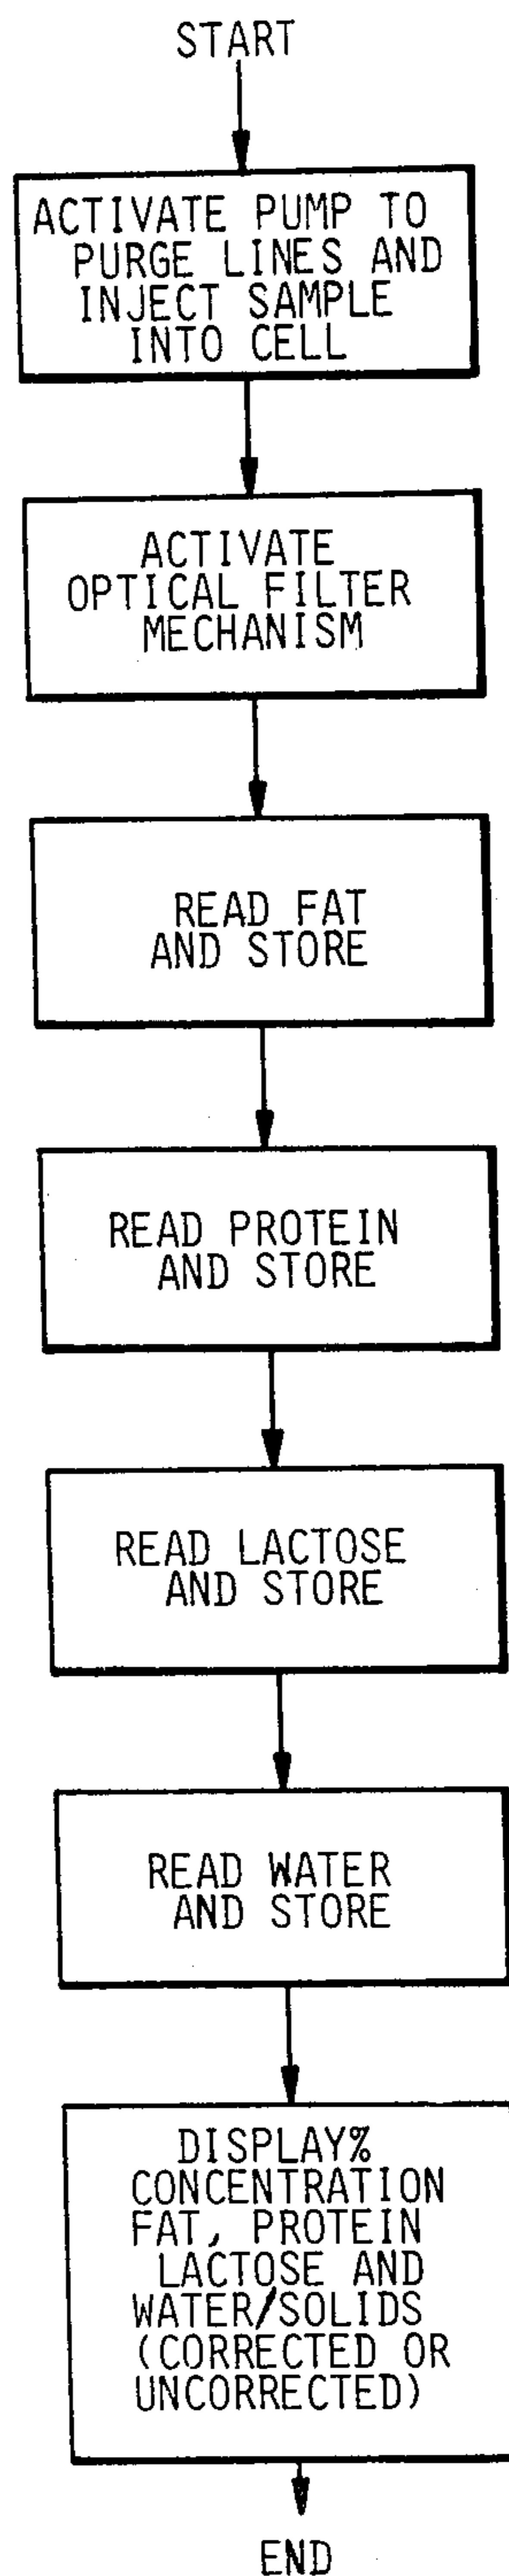 START
ACTIVATE PUMP TO
PURGE LINES AND
INJECT SAMPLE
INTO CELL
ACTIVATE
OPTICAL FILTER
MECHANISM
READ FAT
AND STORE
READ PROTEIN
AND STORE
READ LACTOSE
AND STORE
READ WATER
AND STORE
DISPLAY%
CONCENTRATION
FAT, PROTEIN
LACTOSE AND
WATER/SOLIDS
(CORRECTED OR
UNCORRECTED)
END